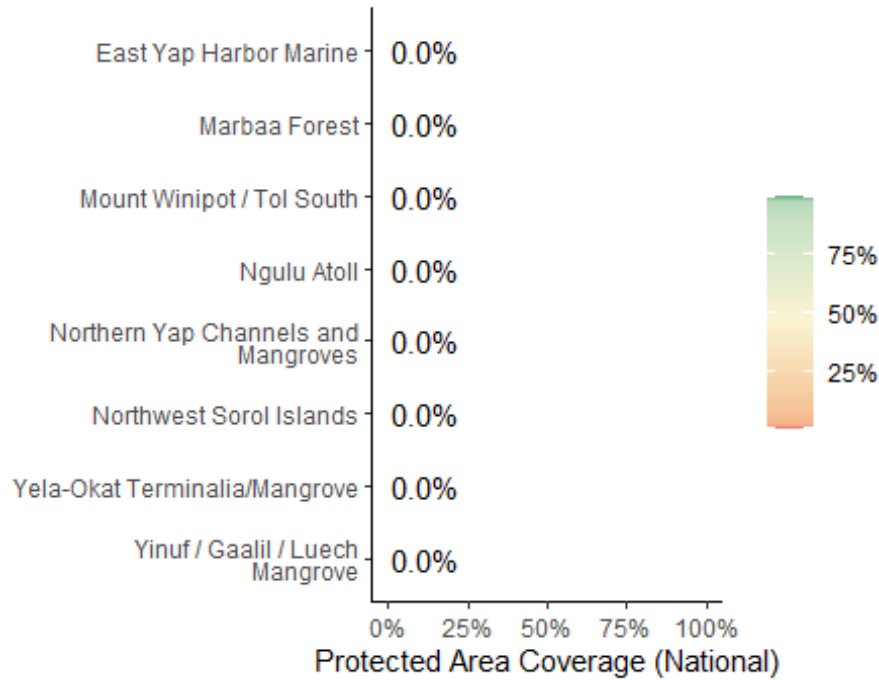 East Yap Harbor Marine 0.0%
Marbaa Forest 0.0%
Mount Winipot / Tol South 0.0%
Ngulu Atoll 0.0%
Northern Yap Channels and
Mangroves 0.0%
Northwest Sorol Islands 0.0%
Yela-Okat Terminalia/Mangrove 0.0%
Yinuf / Gaalil / Luech
Mangrove 0.0%
0% 25% 50% 75% 100%
Protected Area Coverage (National)
75%
50%
25%